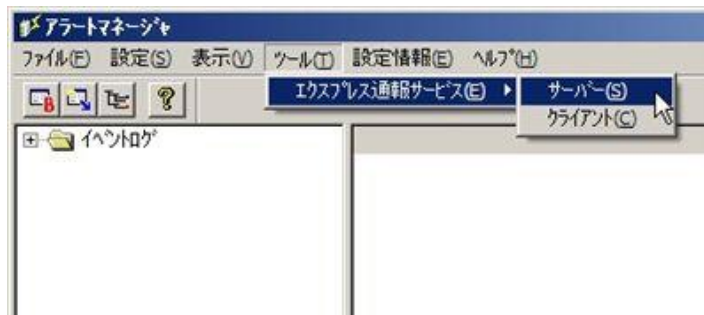 アラートマネージャ
ファイル(F) 設定(S) 表示(V) ツール(T) 設定情報(E) ヘルプ(H)
エクスプレス通報サービス(E) サーバー(S)
クライアント(C)
イベントログ